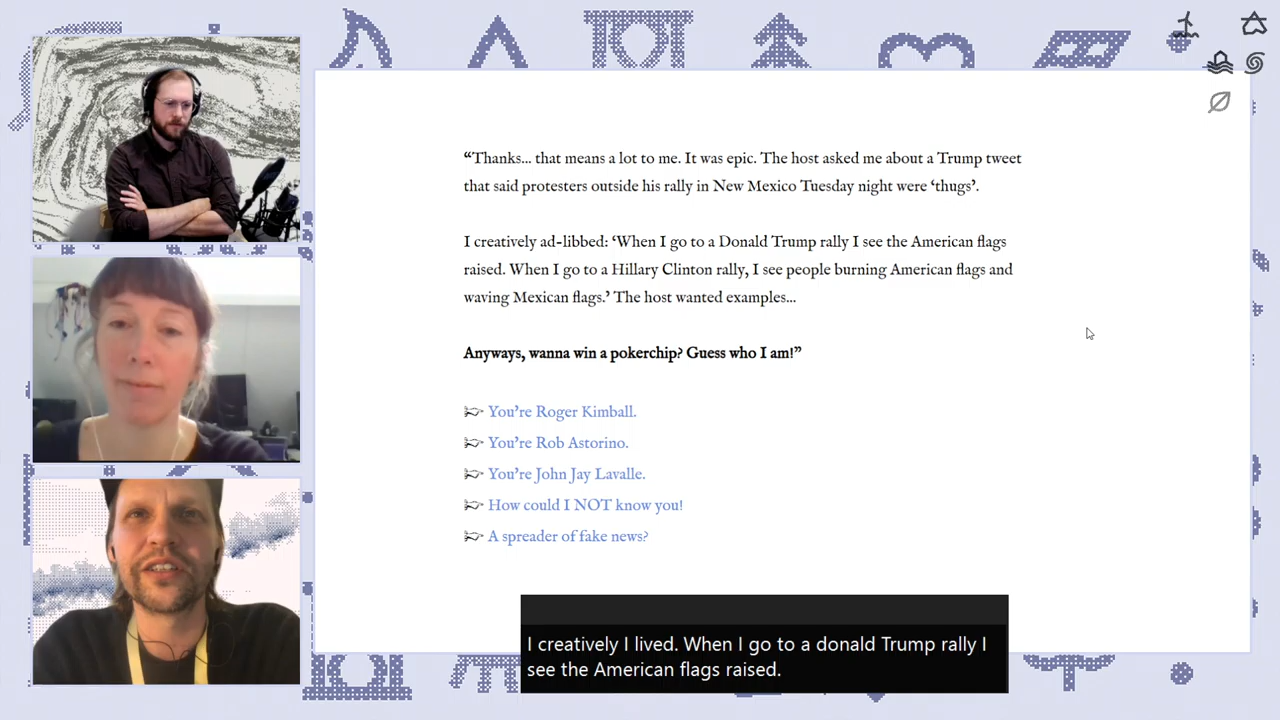 “Thanks... that means a lot to me. It was epic. The host asked me about a Trump tweet
that said protesters outside his rally in New Mexico Tuesday night were ‘thugs’.
I creatively ad-libbed: ‘When I go to a Donald Trump rally I see the American flags
raised. When I go to a Hillary Clinton rally, I see people burning American flags and
waving Mexican flags.’ The host wanted examples...
Anyways, wanna win a pokerchip? Guess who I am!”
You’re Roger Kimball.
You’re Rob Astorino.
You’re John Jay Lavalle.
How could I NOT know you!
A spreader of fake news?
I creatively I lived. When I go to a donald Trump rally I
see the American flags raised.